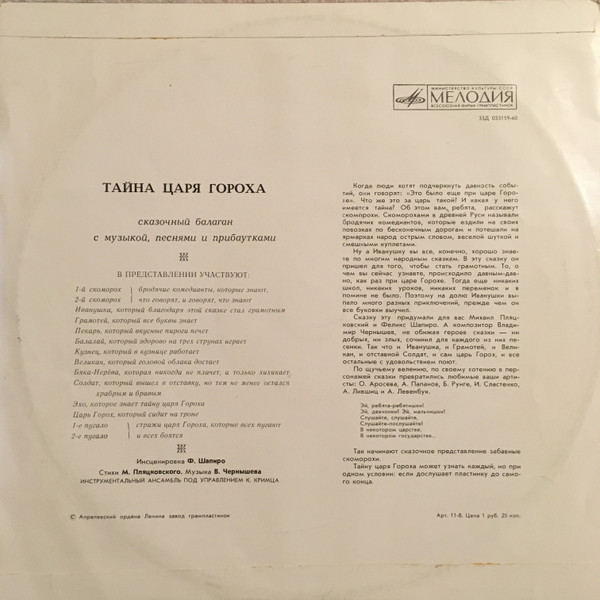 МИНИСТЕРСТВО КУЛЬТУРЫ СССР
МЕЛОДИЯ
ВСЕСОЮЗНАЯ ФИРМА ГРАМПЛАСТИНОК
33Д 033159-60
ТАЙНА ЦАРЯ ГОРОХА
сказочный балаган
с музыкой, песнями и прибаутками
В ПРЕДСТАВЛЕНИИ УЧАСТВУЮТ:
1-й скоморох } бродячие комедианты, которые знают,
2-й скоморох } что говорят, и говорят, что знают
Иванушка, который благодаря этой сказке стал грамотным
Грамотей, который все буквы знает
Пекарь, который вкусные пироги печет
Балалай, который здорово на трех струнах играет
Кузнец, который в кузнице работает
Великан, который головой облака достает
Бяка-Нерёва, которая никогда не плачет, а только хихикает
Солдат, который вышел в отставку, но тем не менее остался
храбрым и бравым
Эхо, которое знает тайну царя Гороха
Царь Горох, который сидит на троне
1-е пугало } стражи царя Гороха, которые всех пугают
2-е пугало } и всех боятся
Инсценировка Ф. Шапиро
Стихи М. Пляцковского. Музыка В. Чернышева
ИНСТРУМЕНТАЛЬНЫЙ АНСАМБЛЬ ПОД УПРАВЛЕНИЕМ К. КРИМЦА
© Апрелевский ордена Ленина завод грампластинок
Когда люди хотят подчеркнуть давность собы-
тий, они говорят: «Это было еще при царе Горо-
хе». Что же это за царь такой? И какая у него
имеется тайна? Об этом вам, ребята, расскажут
скоморохи. Скоморохами в древней Руси называли
бродячих комедиантов, которые ездили на своих
повозках по бесконечным дорогам и потешали на
ярмарках народ острым словом, веселой шуткой и
смешными куплетами.
Ну а Иванушку вы все, конечно, хорошо знае-
те по многим народным сказкам. В эту сказку он
пришел для того, чтобы стать грамотным. То, о
чем вы сейчас узнаете, происходило давным-дав-
но, как раз при царе Горохе. Тогда еще никаких
школ, никаких уроков, никаких переменок и в
помине не было. Поэтому на долю Иванушки вы-
пало много разных приключений, прежде чем он
все буковки выучил.
Сказку эту придумали для вас Михаил Пляц-
ковский и Феликс Шапиро. А композитор Влади-
мир Чернышев, не обижая героев сказки — ни
добрых, ни злых, сочинил для каждого из них пе-
сенки. Так что и Иванушка, и Грамотей, и Вели-
кан, и отставной Солдат, и сам царь Горох, и все
остальные с удовольствием поют.
По щучьему велению, по своему хотению в пер-
сонажей сказки превратились любимые ваши арти-
сты: О. Аросева, А. Папанов, Б. Рунге, И. Сластенко,
А. Лившиц и А. Левенбук.
Эй, ребята-ребятишки!
Эй, девчонки! Эй, мальчишки!
Слушайте, слушайте,
Слушайте-послушайте!
В некотором царстве,
В некотором государстве...
Так начинают сказочное представление забавные
скоморохи.
Тайну царя Гороха может узнать каждый, но при
одном условии: если дослушает пластинку до само-
го конца.
Арт. 11-8. Цена 1 руб. 25 коп.